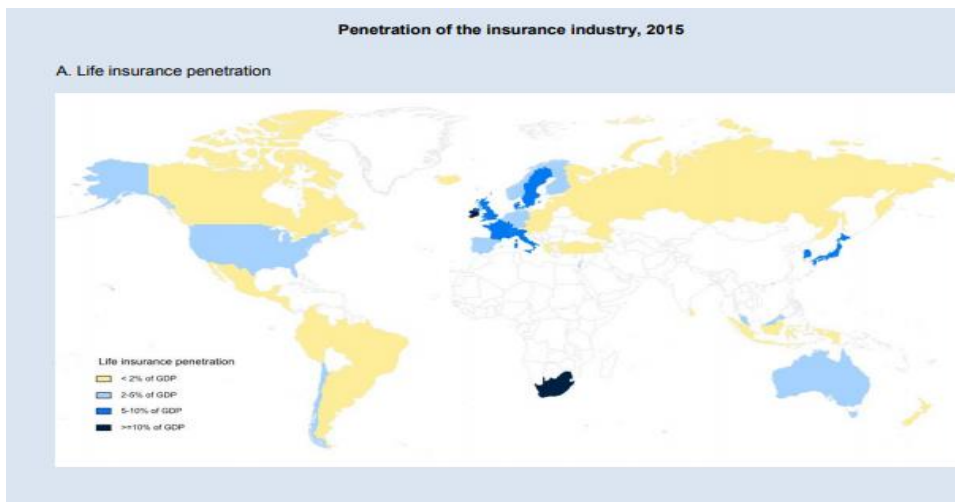 Penetration of the insurance industry, 2015
A. Life insurance penetration
Life insurance penetration
< 2% of GDP
2-5% of GDP
5-10% of GDP
>=10% of GDP